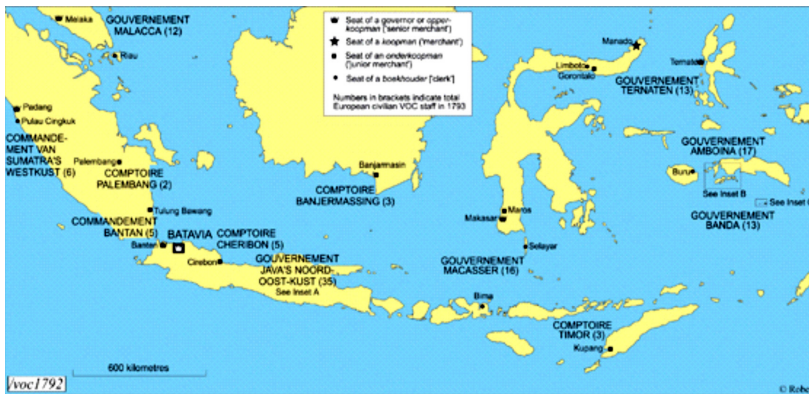 Melaka
GOUVERNEMENT
MALACCA (12)
Riau
Seat of a governor or opper-
koopman ['senior merchant']
Seat of a koopman ['merchant']
Seat of an onderkoopman
['junior merchant']
Seat of a boekhouder ['clerk']
Numbers in brackets indicate total
European civilian VOC staff in 1793
Manado
Limboto
Gorontalo
Ternate
GOUVERNEMENT
TERNATEN (13)
Padang
Pulau Cingkuk
COMMANDE-
MENT VAN
SUMATRA'S
WESTKUST (6)
Palembang
COMPTOIRE
PALEMBANG (2)
Banjarmasin
COMPTOIRE
BANJERMASSING (3)
GOUVERNEMENT
AMBOINA (17)
Buru
See Inset B
See Inset
GOUVERNEMENT
BANDA (13)
Tulung Bawang
COMMANDEMENT
BANTAN (5)
Bantan
BATAVIA
COMPTOIRE
CHERIBON (5)
Cirebon
GOUVERNEMENT
JAVA'S NOORD-
OOST-KUST (35)
See Inset A
Maros
Makasar
Selayar
GOUVERNEMENT
MACASSER (16)
Bima
COMPTOIRE
TIMOR (3)
Kupang
600 kilometres
/voc1792
© Robe